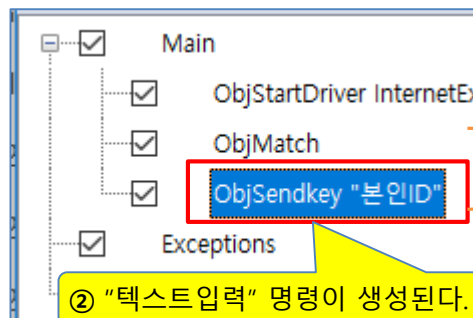 Main
ObjStartDriver InternetEx
ObjMatch
ObjSendkey "본인ID"
Exceptions
② “텍스트입력” 명령이 생성된다.